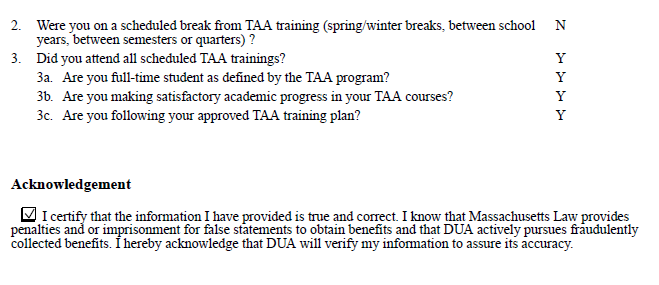 2. Were you on a scheduled break from TAA training (spring/winter breaks, between school years, between semesters or quarters) ? N
3. Did you attend all scheduled TAA trainings? Y
3a. Are you full-time student as defined by the TAA program? Y
3b. Are you making satisfactory academic progress in your TAA courses? Y
3c. Are you following your approved TAA training plan? Y
Acknowledgement
I certify that the information I have provided is true and correct. I know that Massachusetts Law provides
penalties and or imprisonment for false statements to obtain benefits and that DUA actively pursues fraudulently
collected benefits. I hereby acknowledge that DUA will verify my information to assure its accuracy.